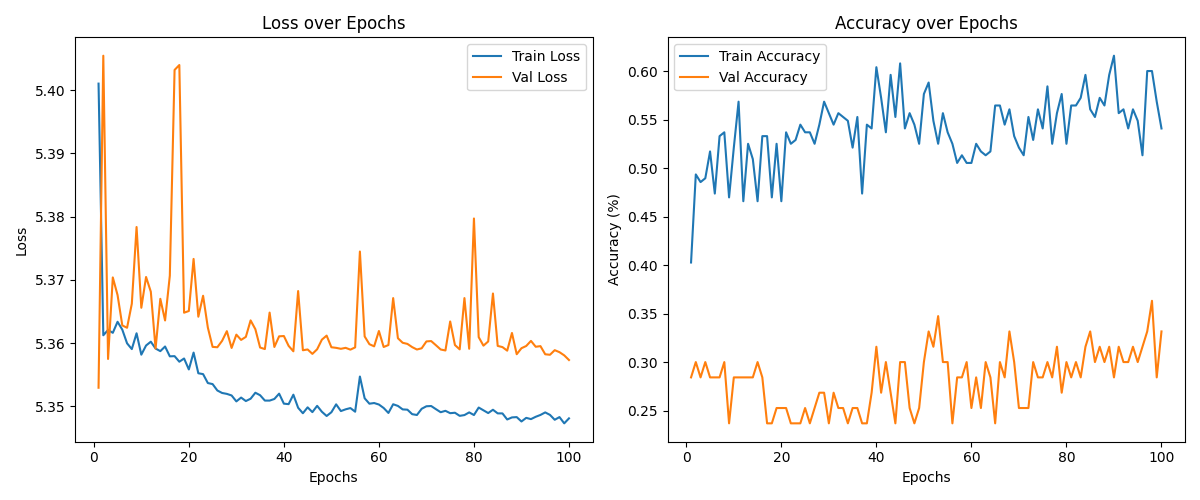 Loss over Epochs
Train Loss
Val Loss
5.40
5.39
5.38
5.37
5.36
5.35
Loss
0
20
40
60
80
100
Epochs
Accuracy over Epochs
Train Accuracy
Val Accuracy
0.60
0.55
0.50
0.45
0.40
0.35
0.30
0.25
Accuracy (%)
0
20
40
60
80
100
Epochs